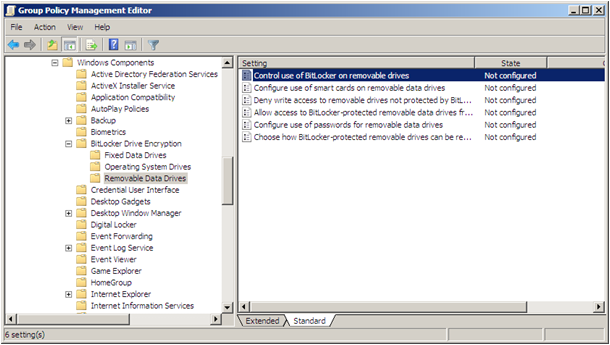 Group Policy Management Editor
File Action View Help
Windows Components
Active Directory Federation Services
ActiveX Installer Service
Application Compatibility
AutoPlay Policies
Backup
Biometrics
BitLocker Drive Encryption
Fixed Data Drives
Operating System Drives
Removable Data Drives
Credential User Interface
Desktop Gadgets
Desktop Window Manager
Digital Locker
Event Forwarding
Event Log Service
Event Viewer
Game Explorer
HomeGroup
Internet Explorer
Internet Information Services
Setting State C
Control use of BitLocker on removable drives Not configured
Configure use of smart cards on removable data drives Not configured
Deny write access to removable drives not protected by BitL... Not configured
Allow access to BitLocker-protected removable data drives fr... Not configured
Configure use of passwords for removable data drives Not configured
Choose how BitLocker-protected removable drives can be re... Not configured
Extended Standard
6 setting(s)